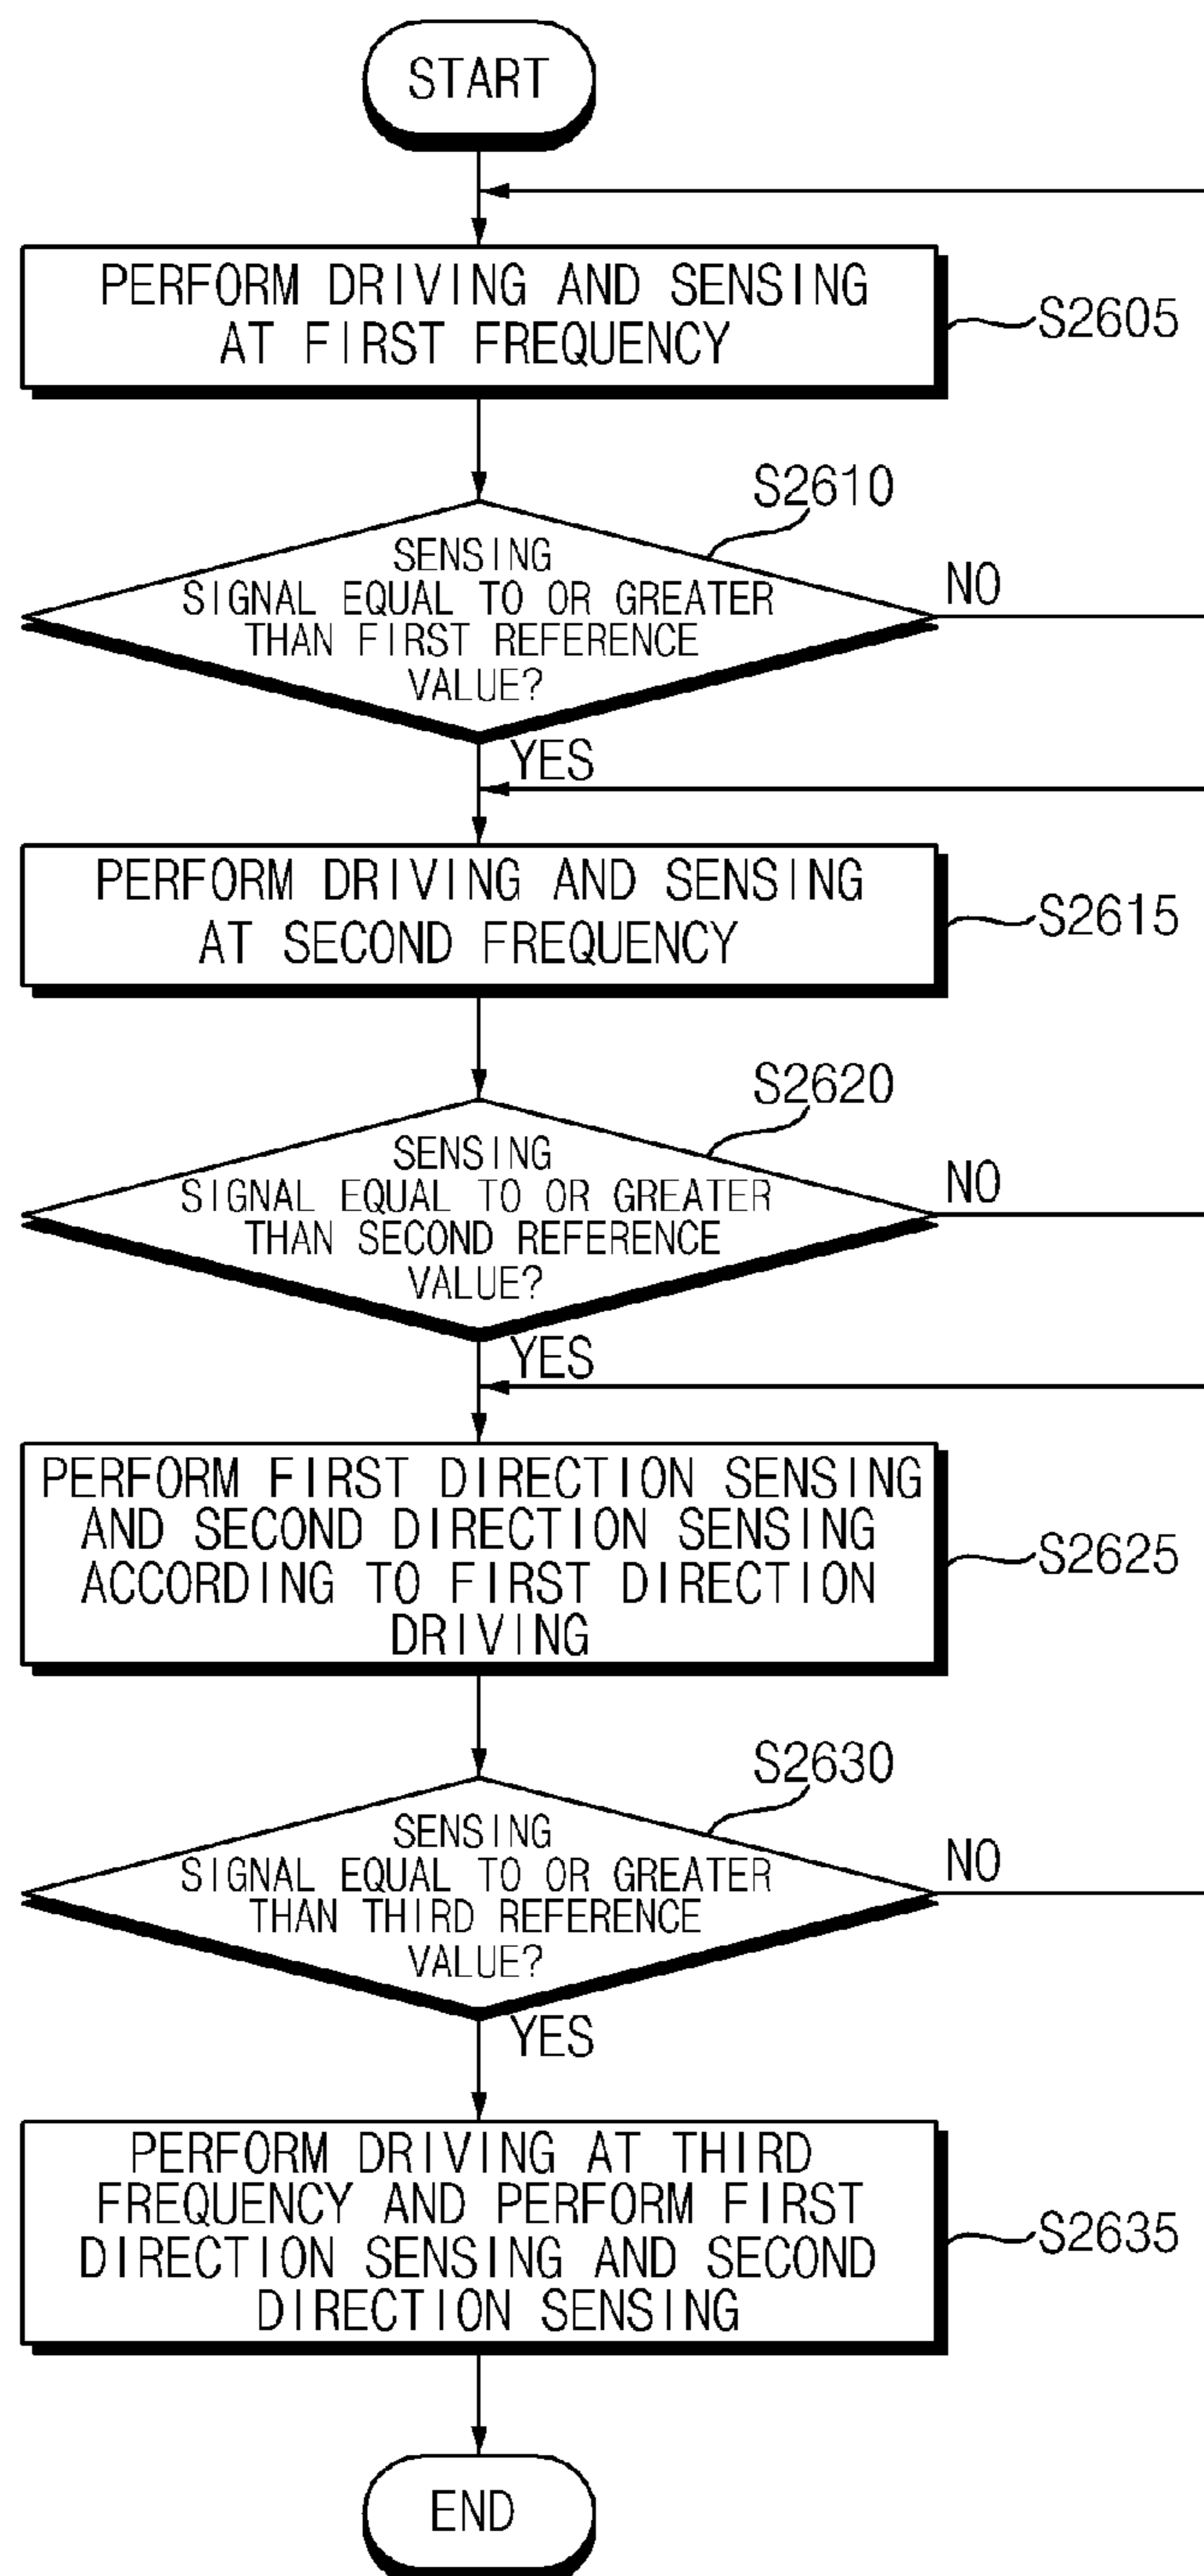 START
PERFORM DRIVING AND SENSING
AT FIRST FREQUENCY
S2605
S2610
SENSING
SIGNAL EQUAL TO OR GREATER
THAN FIRST REFERENCE
VALUE?
NO
YES
PERFORM DRIVING AND SENSING
AT SECOND FREQUENCY
S2615
S2620
SENSING
SIGNAL EQUAL TO OR GREATER
THAN SECOND REFERENCE
VALUE?
NO
YES
PERFORM FIRST DIRECTION SENSING
AND SECOND DIRECTION SENSING
ACCORDING TO FIRST DIRECTION
DRIVING
S2625
S2630
SENSING
SIGNAL EQUAL TO OR GREATER
THAN THIRD REFERENCE
VALUE?
NO
YES
PERFORM DRIVING AT THIRD
FREQUENCY AND PERFORM FIRST
DIRECTION SENSING AND SECOND
DIRECTION SENSING
S2635
END